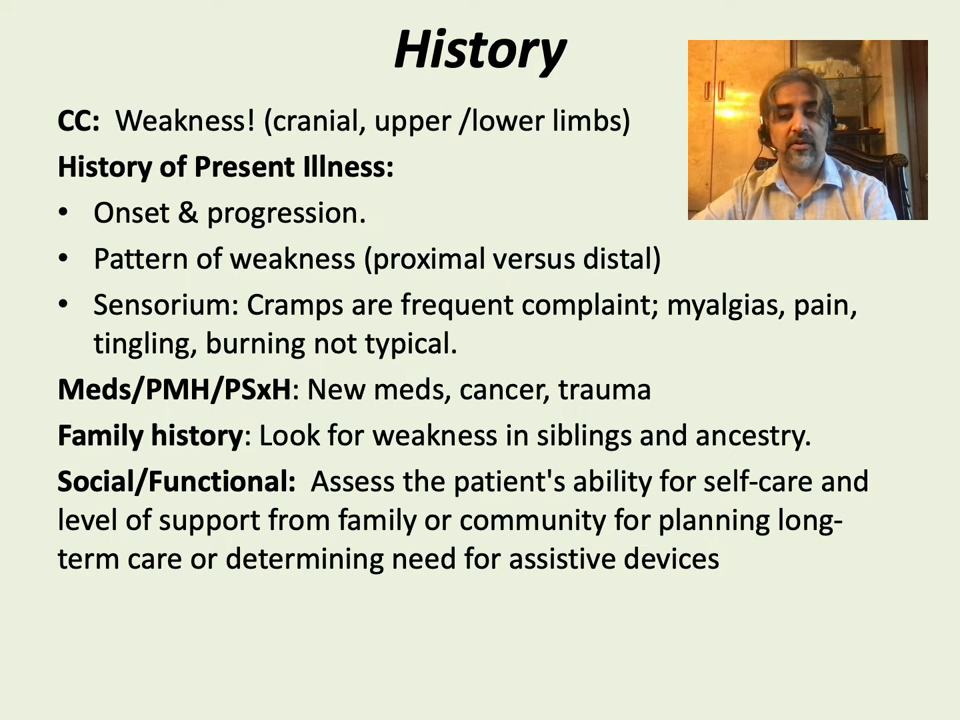 History
CC: Weakness! (cranial, upper /lower limbs)
History of Present Illness:
• Onset & progression.
• Pattern of weakness (proximal versus distal)
• Sensorium: Cramps are frequent complaint; myalgias, pain,
tingling, burning not typical.
Meds/PMH/PSxH: New meds, cancer, trauma
Family history: Look for weakness in siblings and ancestry.
Social/Functional: Assess the patient's ability for self-care and
level of support from family or community for planning long-
term care or determining need for assistive devices